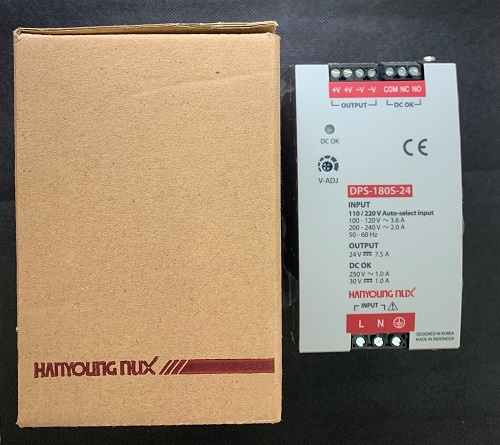 HANYOUNG NUX
+V +V -V -V COM NC NO
OUTPUT DC OK
DC OK
V-ADJ
CE
DPS-180S-24
INPUT
110 / 220 V Auto-select input
100 - 120 V ~ 3.6 A
200 - 240 V ~ 2.0 A
50 - 60 Hz
OUTPUT
24 V ⎓ 7.5 A
DC OK
250 V ~ 1.0 A
30 V ⎓ 1.0 A
HANYOUNG NUX
INPUT
L N
DESIGNED IN KOREA
MADE IN INDONESIA